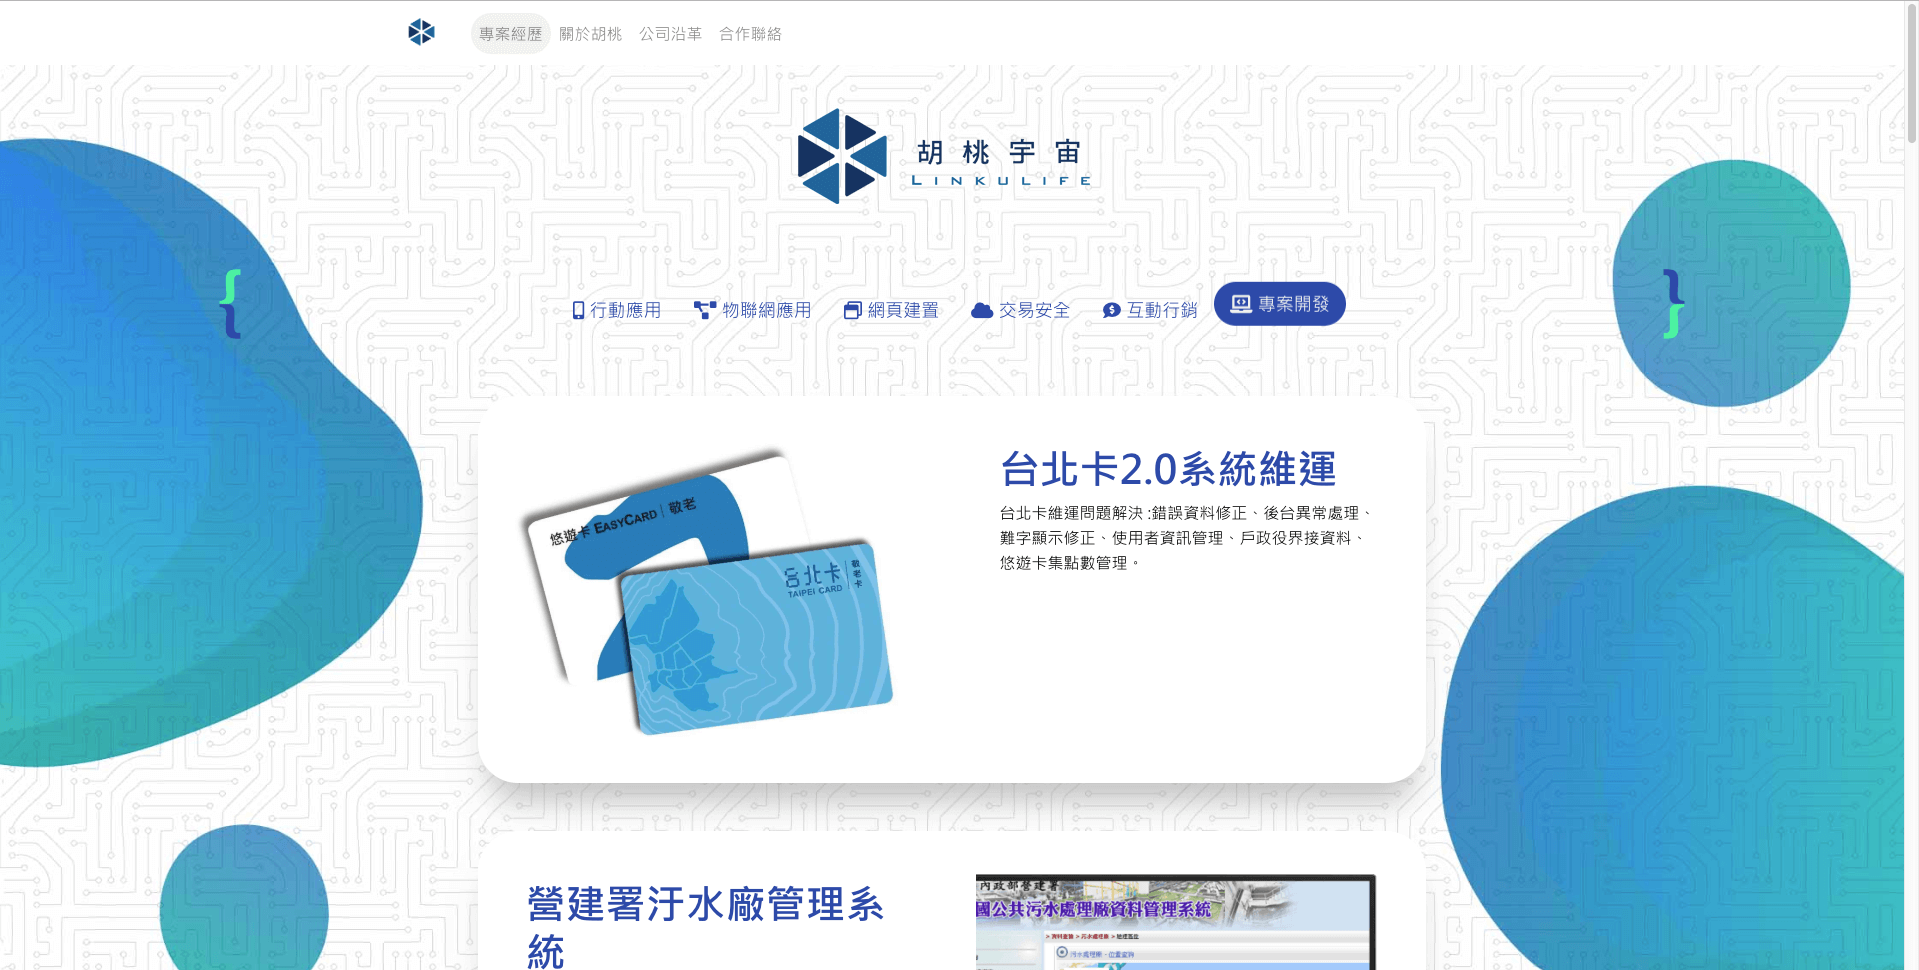 專案經歷 關於胡桃 公司沿革 合作聯絡
胡桃宇宙
LINKULIFE
{ }
行動應用 物聯網應用 網頁建置 交易安全 互動行銷 專案開發
悠遊卡 EASYCARD 敬老
台北卡 敬老卡
TAIPEI CARD
台北卡2.0系統維運
台北卡維運問題解決 :錯誤資料修正、後台異常處理、
難字顯示修正、使用者資訊管理、戶政役界接資料、
悠遊卡集點數管理。
營建署汙水廠管理系
統
內政部營建署
國公共污水處理廠資料管理系統